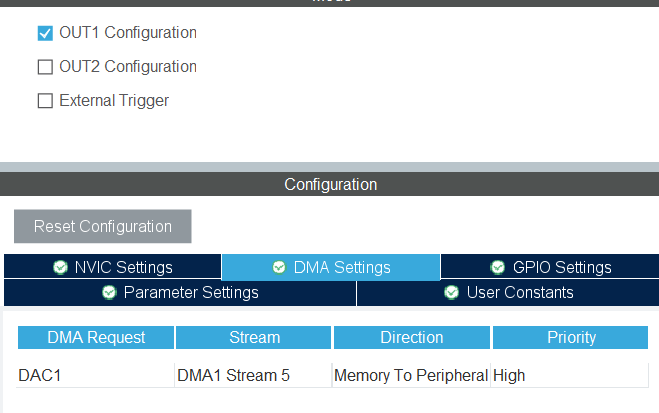 OUT1 Configuration
OUT2 Configuration
External Trigger
Configuration
Reset Configuration
NVIC Settings DMA Settings GPIO Settings
Parameter Settings User Constants
DMA Request Stream Direction Priority
DAC1 DMA1 Stream 5 Memory To Peripheral High